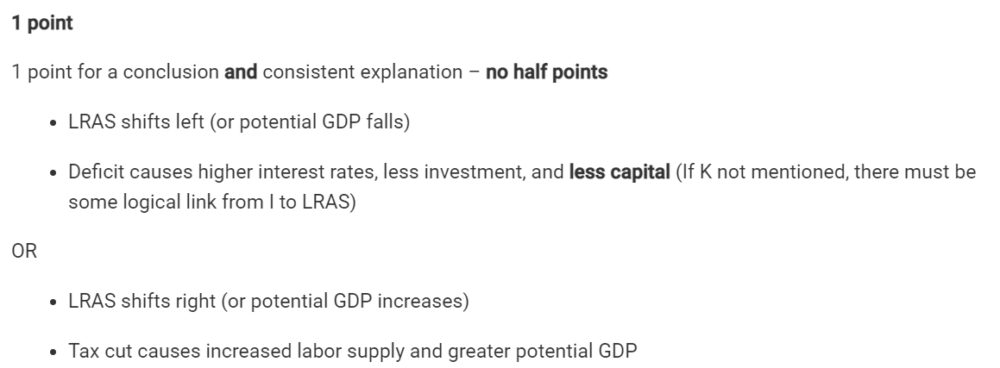 1 point
1 point for a conclusion and consistent explanation – no half points
• LRAS shifts left (or potential GDP falls)
• Deficit causes higher interest rates, less investment, and less capital (If K not mentioned, there must be
some logical link from I to LRAS)
OR
• LRAS shifts right (or potential GDP increases)
• Tax cut causes increased labor supply and greater potential GDP